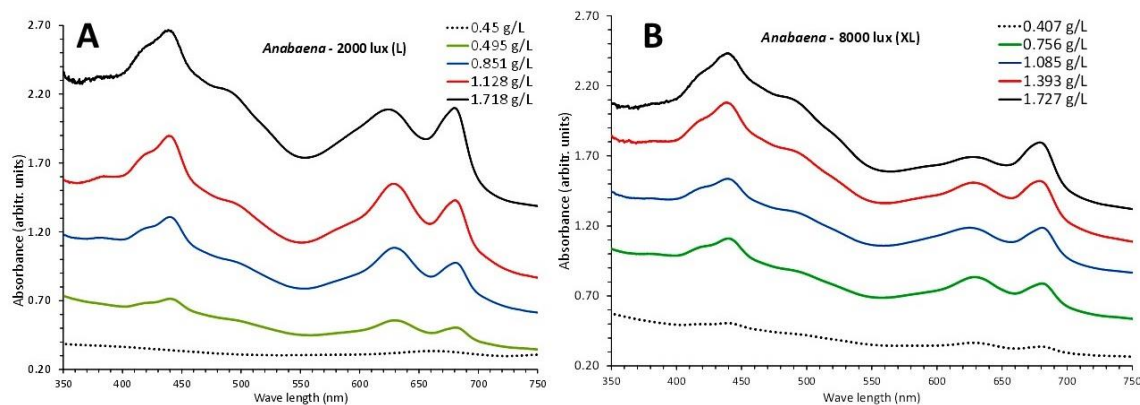 A
Anabaena - 2000 lux (L)
0.45 g/L
0.495 g/L
0.851 g/L
1.128 g/L
1.718 g/L
Absorbance (arbitr. units)
2.70
2.20
1.70
1.20
0.70
0.20
350 400 450 500 550 600 650 700 750
Wave length (nm)
B
Anabaena - 8000 lux (XL)
0.407 g/L
0.756 g/L
1.085 g/L
1.393 g/L
1.727 g/L
Absorbance (arbitr. units)
2.70
2.20
1.70
1.20
0.70
0.20
350 400 450 500 550 600 650 700 750
Wave length (nm)